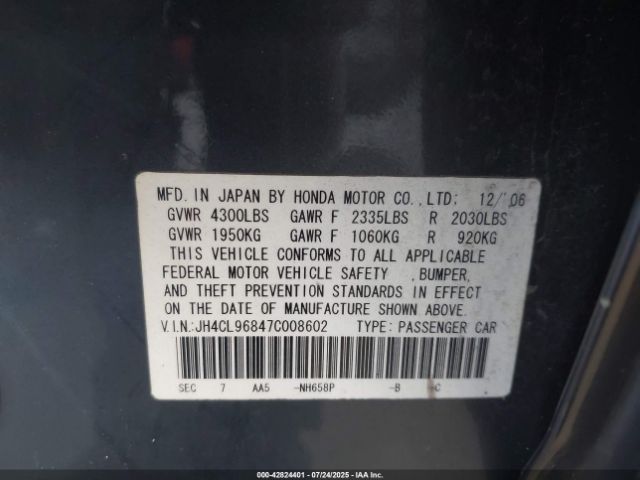 MFD. IN JAPAN BY HONDA MOTOR CO.,LTD: 12/'06
GVWR 4300LBS GAWR F 2335LBS R 2030LBS
GVWR 1950KG GAWR F 1060KG R 920KG
THIS VEHICLE CONFORMS TO ALL APPLICABLE
FEDERAL MOTOR VEHICLE SAFETY ,BUMPER,
AND THEFT PREVENTION STANDARDS IN EFFECT
ON THE DATE OF MANUFACTURE SHOWN ABOVE.
V.I.N.:JH4CL96847C008602 TYPE: PASSENGER CAR
SEC 7 AA5 -NH658P -B -C
000-42824401 - 07/24/2025 - IAAI.COM